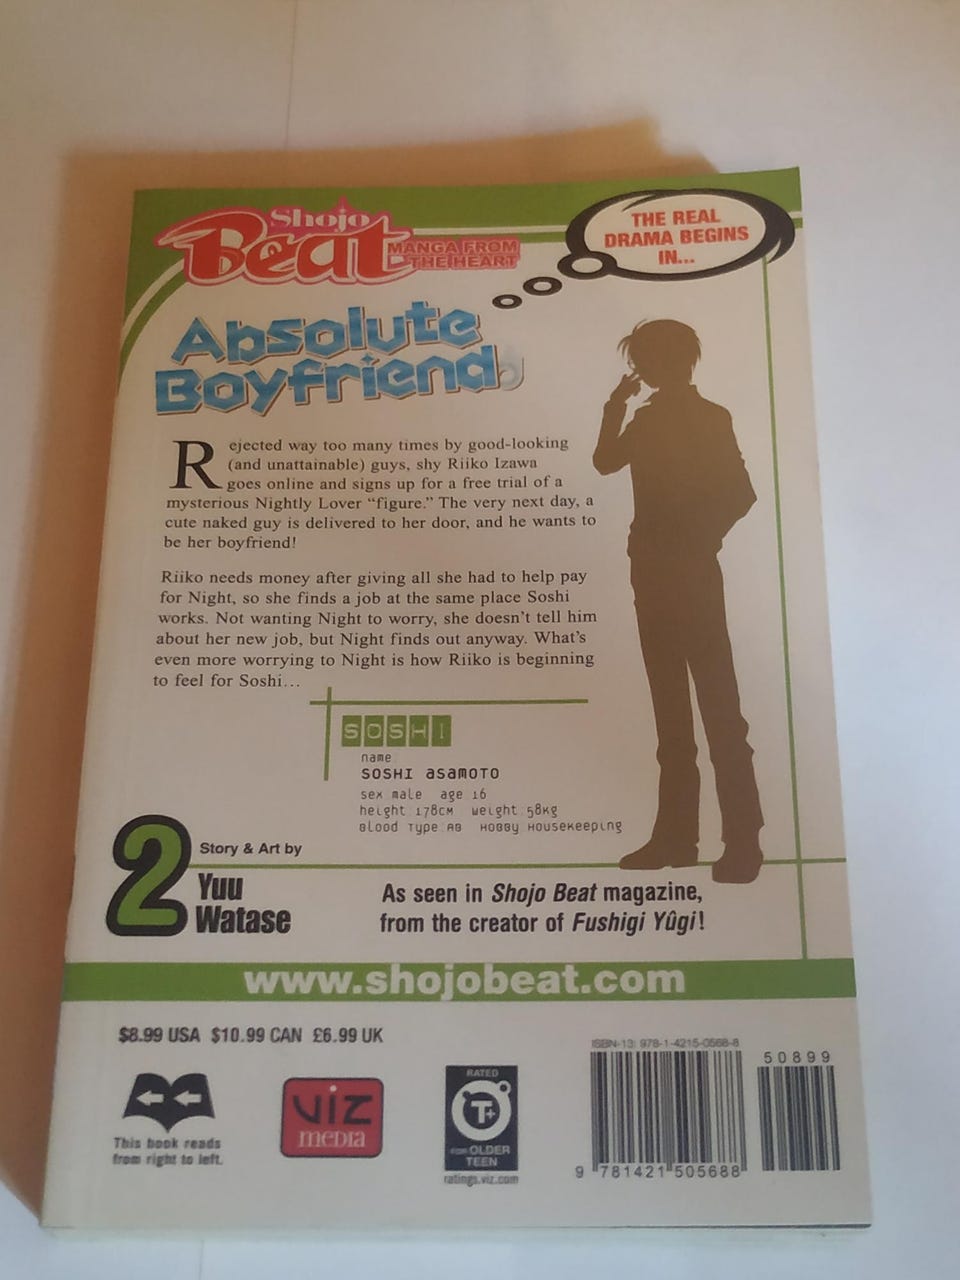 Shojo
Beat
MANGA FROM
THE HEART
THE REAL
DRAMA BEGINS
IN...
Absolute
Boyfriend
Rejected way too many times by good-looking
(and unattainable) guys, shy Riiko Izawa
goes online and signs up for a free trial of a
mysterious Nightly Lover “figure.” The very next day, a
cute naked guy is delivered to her door, and he wants to
be her boyfriend!
Riiko needs money after giving all she had to help pay
for Night, so she finds a job at the same place Soshi
works. Not wanting Night to worry, she doesn’t tell him
about her new job, but Night finds out anyway. What’s
even more worrying to Night is how Riiko is beginning
to feel for Soshi...
SOSHI
name
SOSHI asamoto
sex male age 16
height 178cm weight 58kg
Blood Type AB Hobby Housekeeping
2
Story & Art by
Yuu
Watase
As seen in Shojo Beat magazine,
from the creator of Fushigi Yûgi!
www.shojobeat.com
$8.99 USA $10.99 CAN £6.99 UK
This book reads
from right to left.
VIZ
media
RATED
T+
FOR OLDER
TEEN
ratings.viz.com
ISBN-13: 978-1-4215-0568-8
50899
9 781421 505688